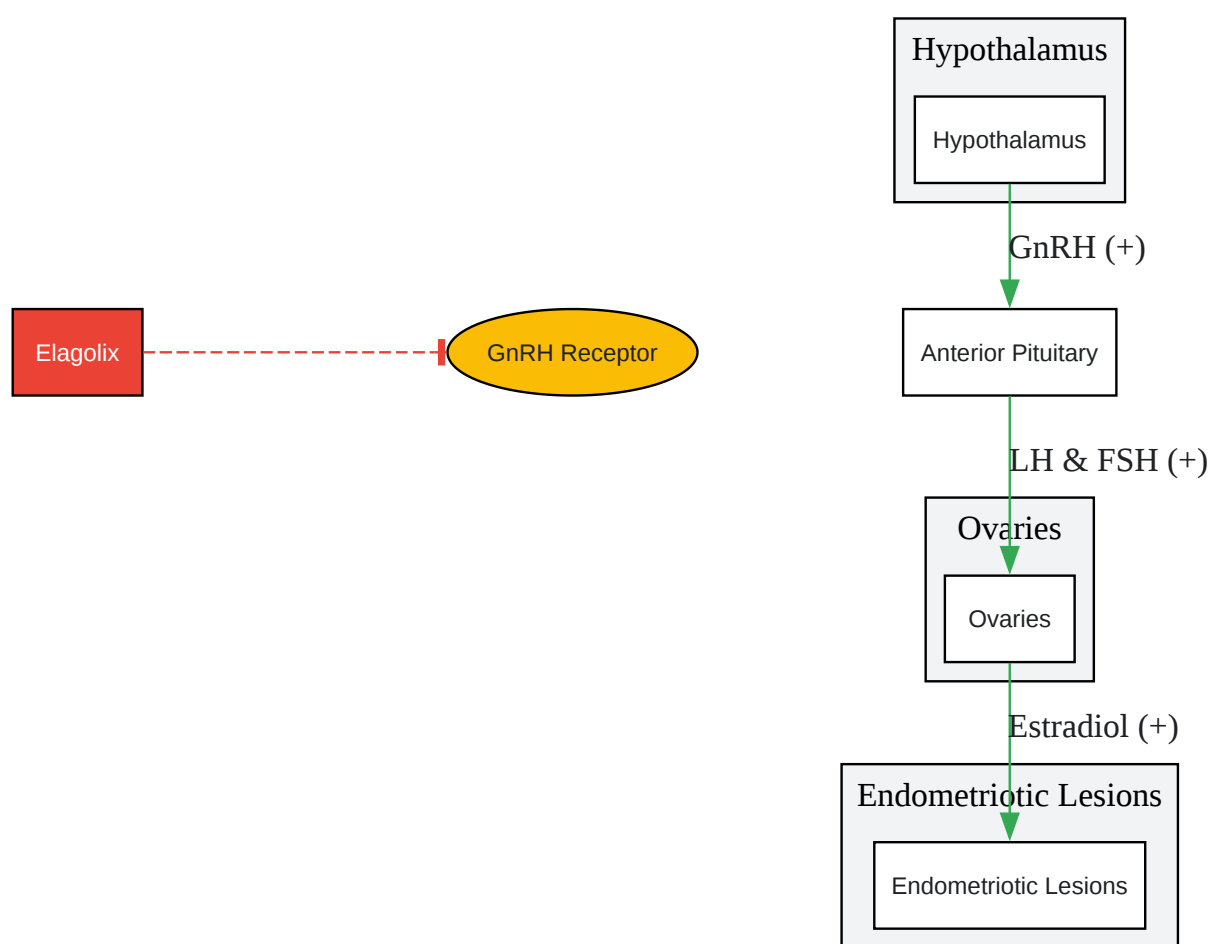 Hypothalamus
Hypothalamus
GnRH (+)
Elagolix
GnRH Receptor
Anterior Pituitary
LH & FSH (+)
Ovaries
Ovaries
Estradiol (+)
Endometriotic Lesions
Endometriotic Lesions